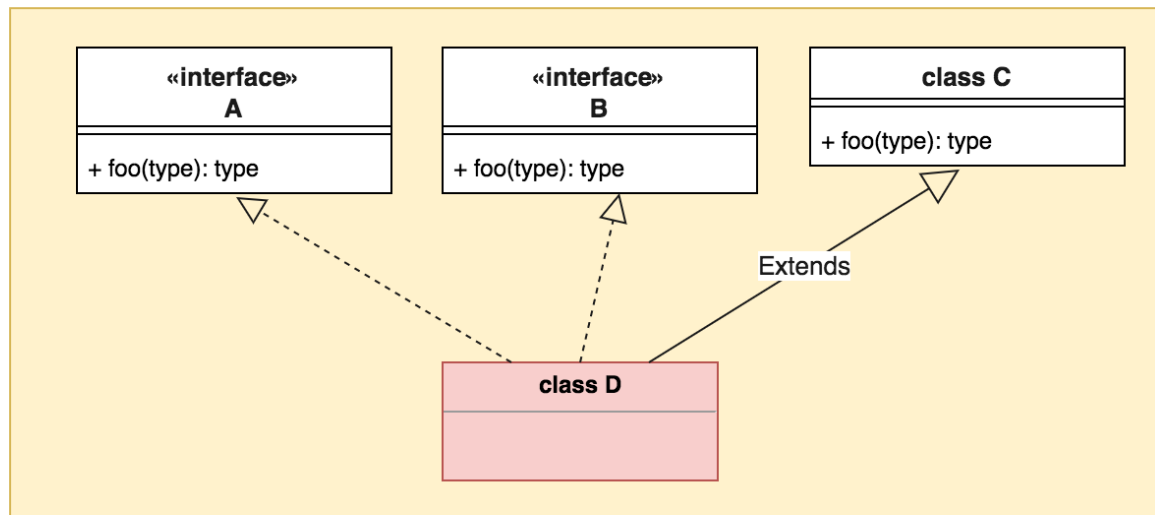 «interface»
A
+ foo(type): type
«interface»
B
+ foo(type): type
class C
+ foo(type): type
Extends
class D